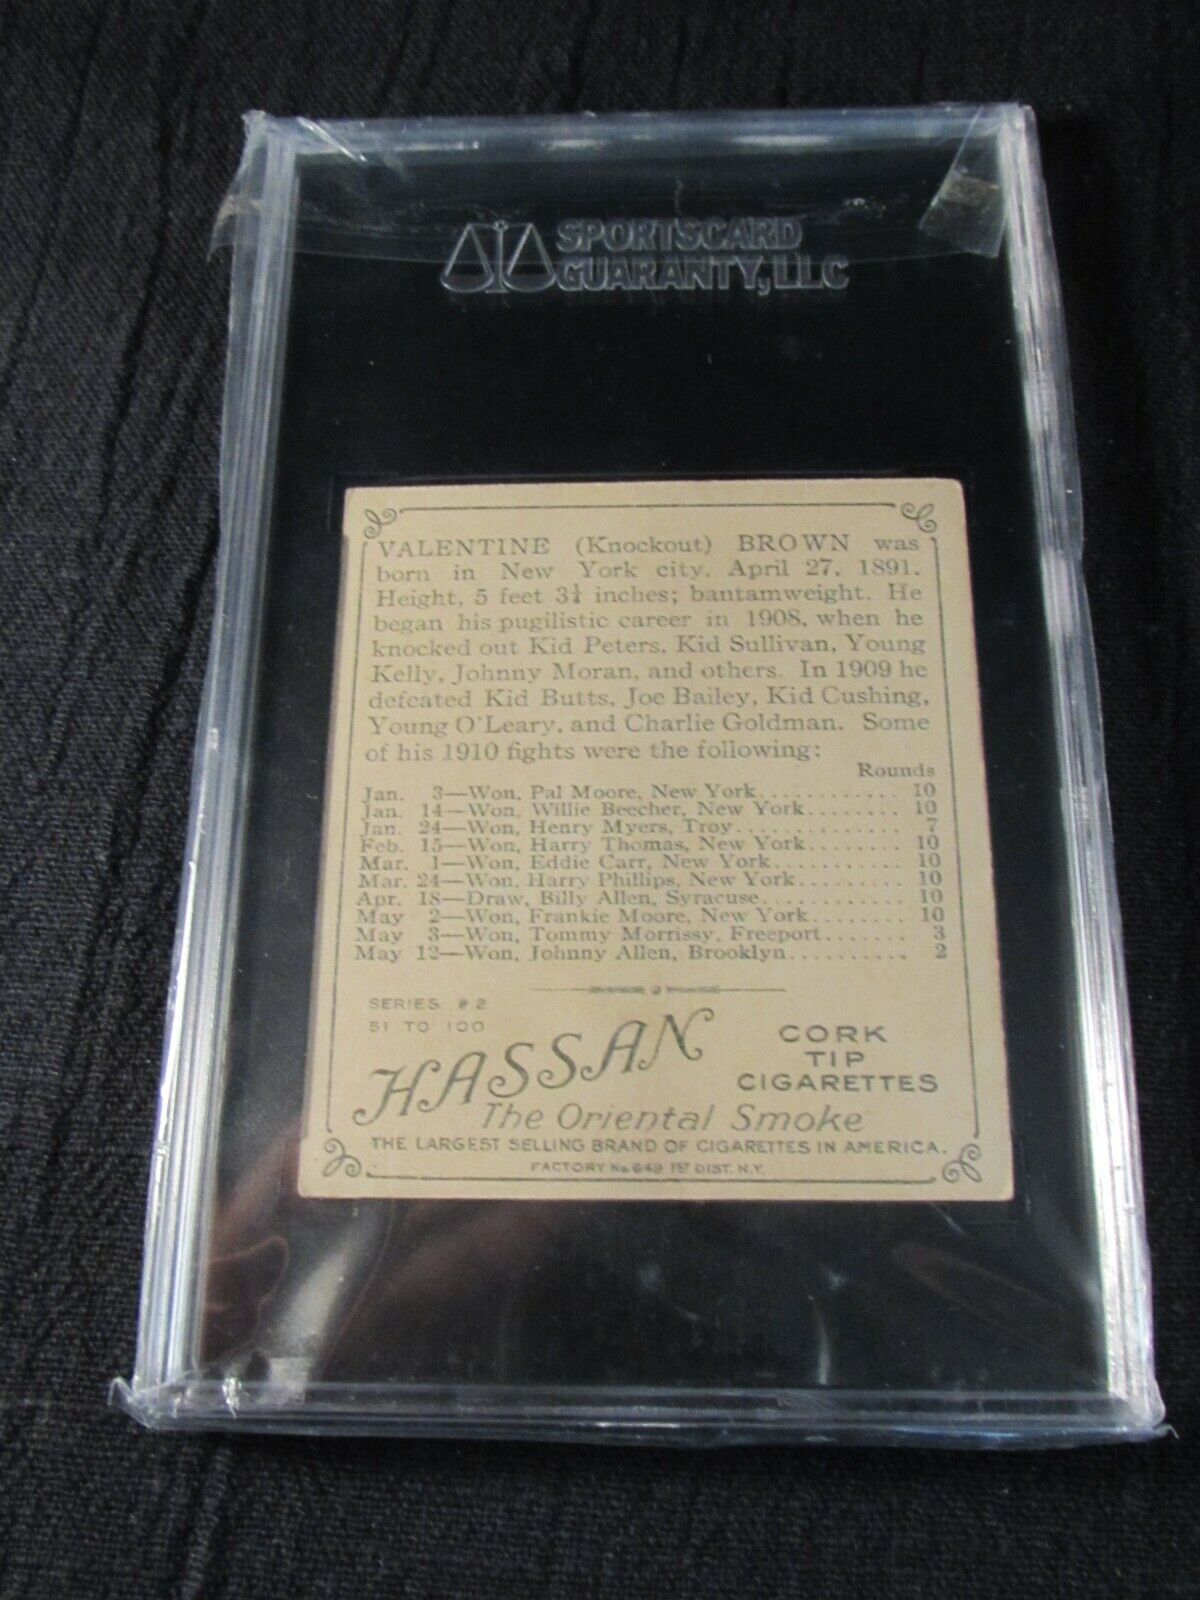 SPORTSCARD
GUARANTY, LLC
VALENTINE (Knockout) BROWN was
born in New York city, April 27, 1891.
Height, 5 feet 3¼ inches; bantamweight. He
began his pugilistic career in 1908, when he
knocked out Kid Peters, Kid Sullivan, Young
Kelly, Johnny Moran, and others. In 1909 he
defeated Kid Butts, Joe Bailey, Kid Cushing,
Young O'Leary, and Charlie Goldman. Some
of his 1910 fights were the following:
Rounds
Jan. 3—Won, Pal Moore, New York............ 10
Jan. 14—Won, Willie Beecher, New York........ 10
Jan. 24—Won, Henry Myers, Troy.............. 7
Feb. 15—Won, Harry Thomas, New York........ 10
Mar. 1—Won, Eddie Carr, New York........... 10
Mar. 24—Won, Harry Phillips, New York......... 10
Apr. 18—Draw, Billy Allen, Syracuse............ 10
May 2—Won, Frankie Moore, New York........ 10
May 3—Won, Tommy Morrissy, Freeport....... 3
May 12—Won, Johnny Allen, Brooklyn.......... 2
SERIES #2
51 TO 100
HASSAN
CORK
TIP
CIGARETTES
The Oriental Smoke
THE LARGEST SELLING BRAND OF CIGARETTES IN AMERICA.
FACTORY No. 649 1ST DIST. N.Y.